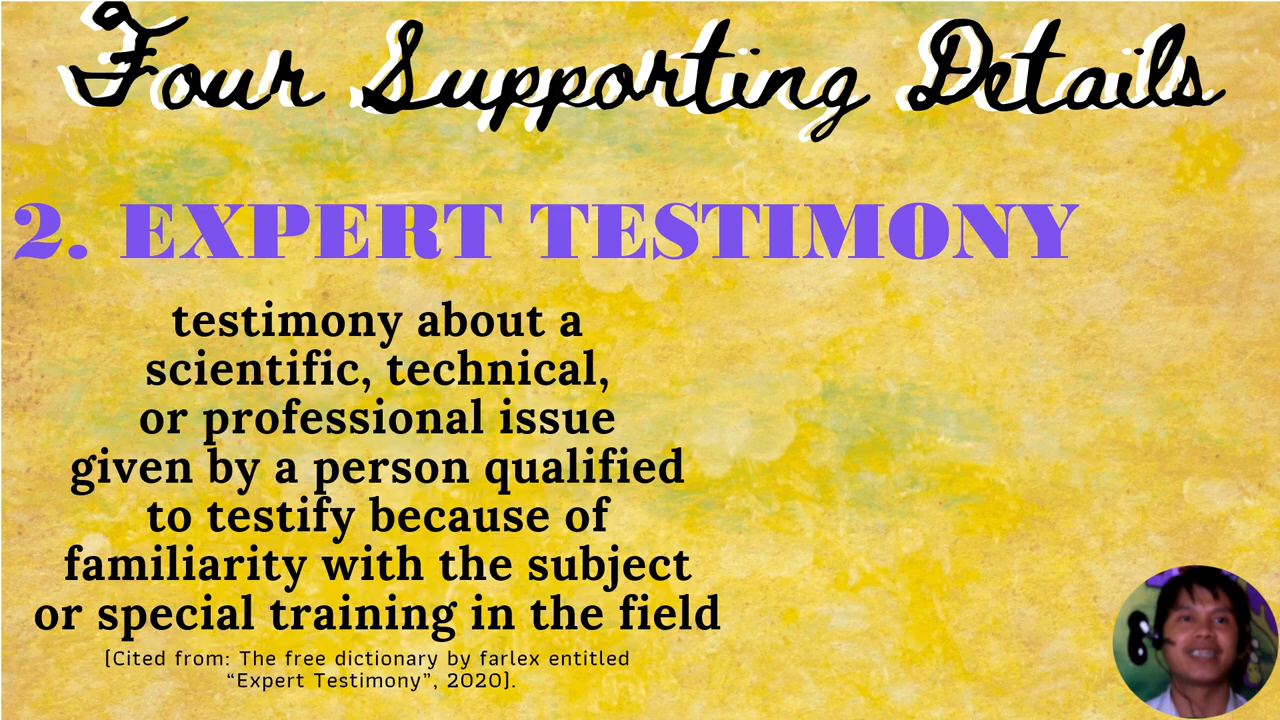 Four Supporting Details
2. EXPERT TESTIMONY
testimony about a
scientific, technical,
or professional issue
given by a person qualified
to testify because of
familiarity with the subject
or special training in the field
[Cited from: The free dictionary by farlex entitled
“Expert Testimony”, 2020].